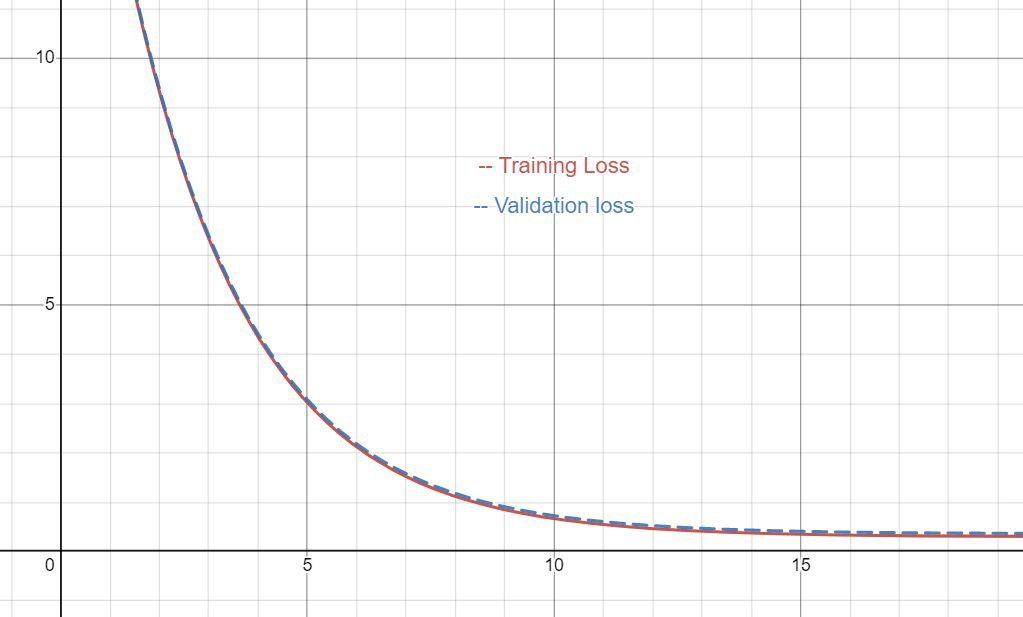 10
-- Training Loss
-- Validation loss
5
0 5 10 15